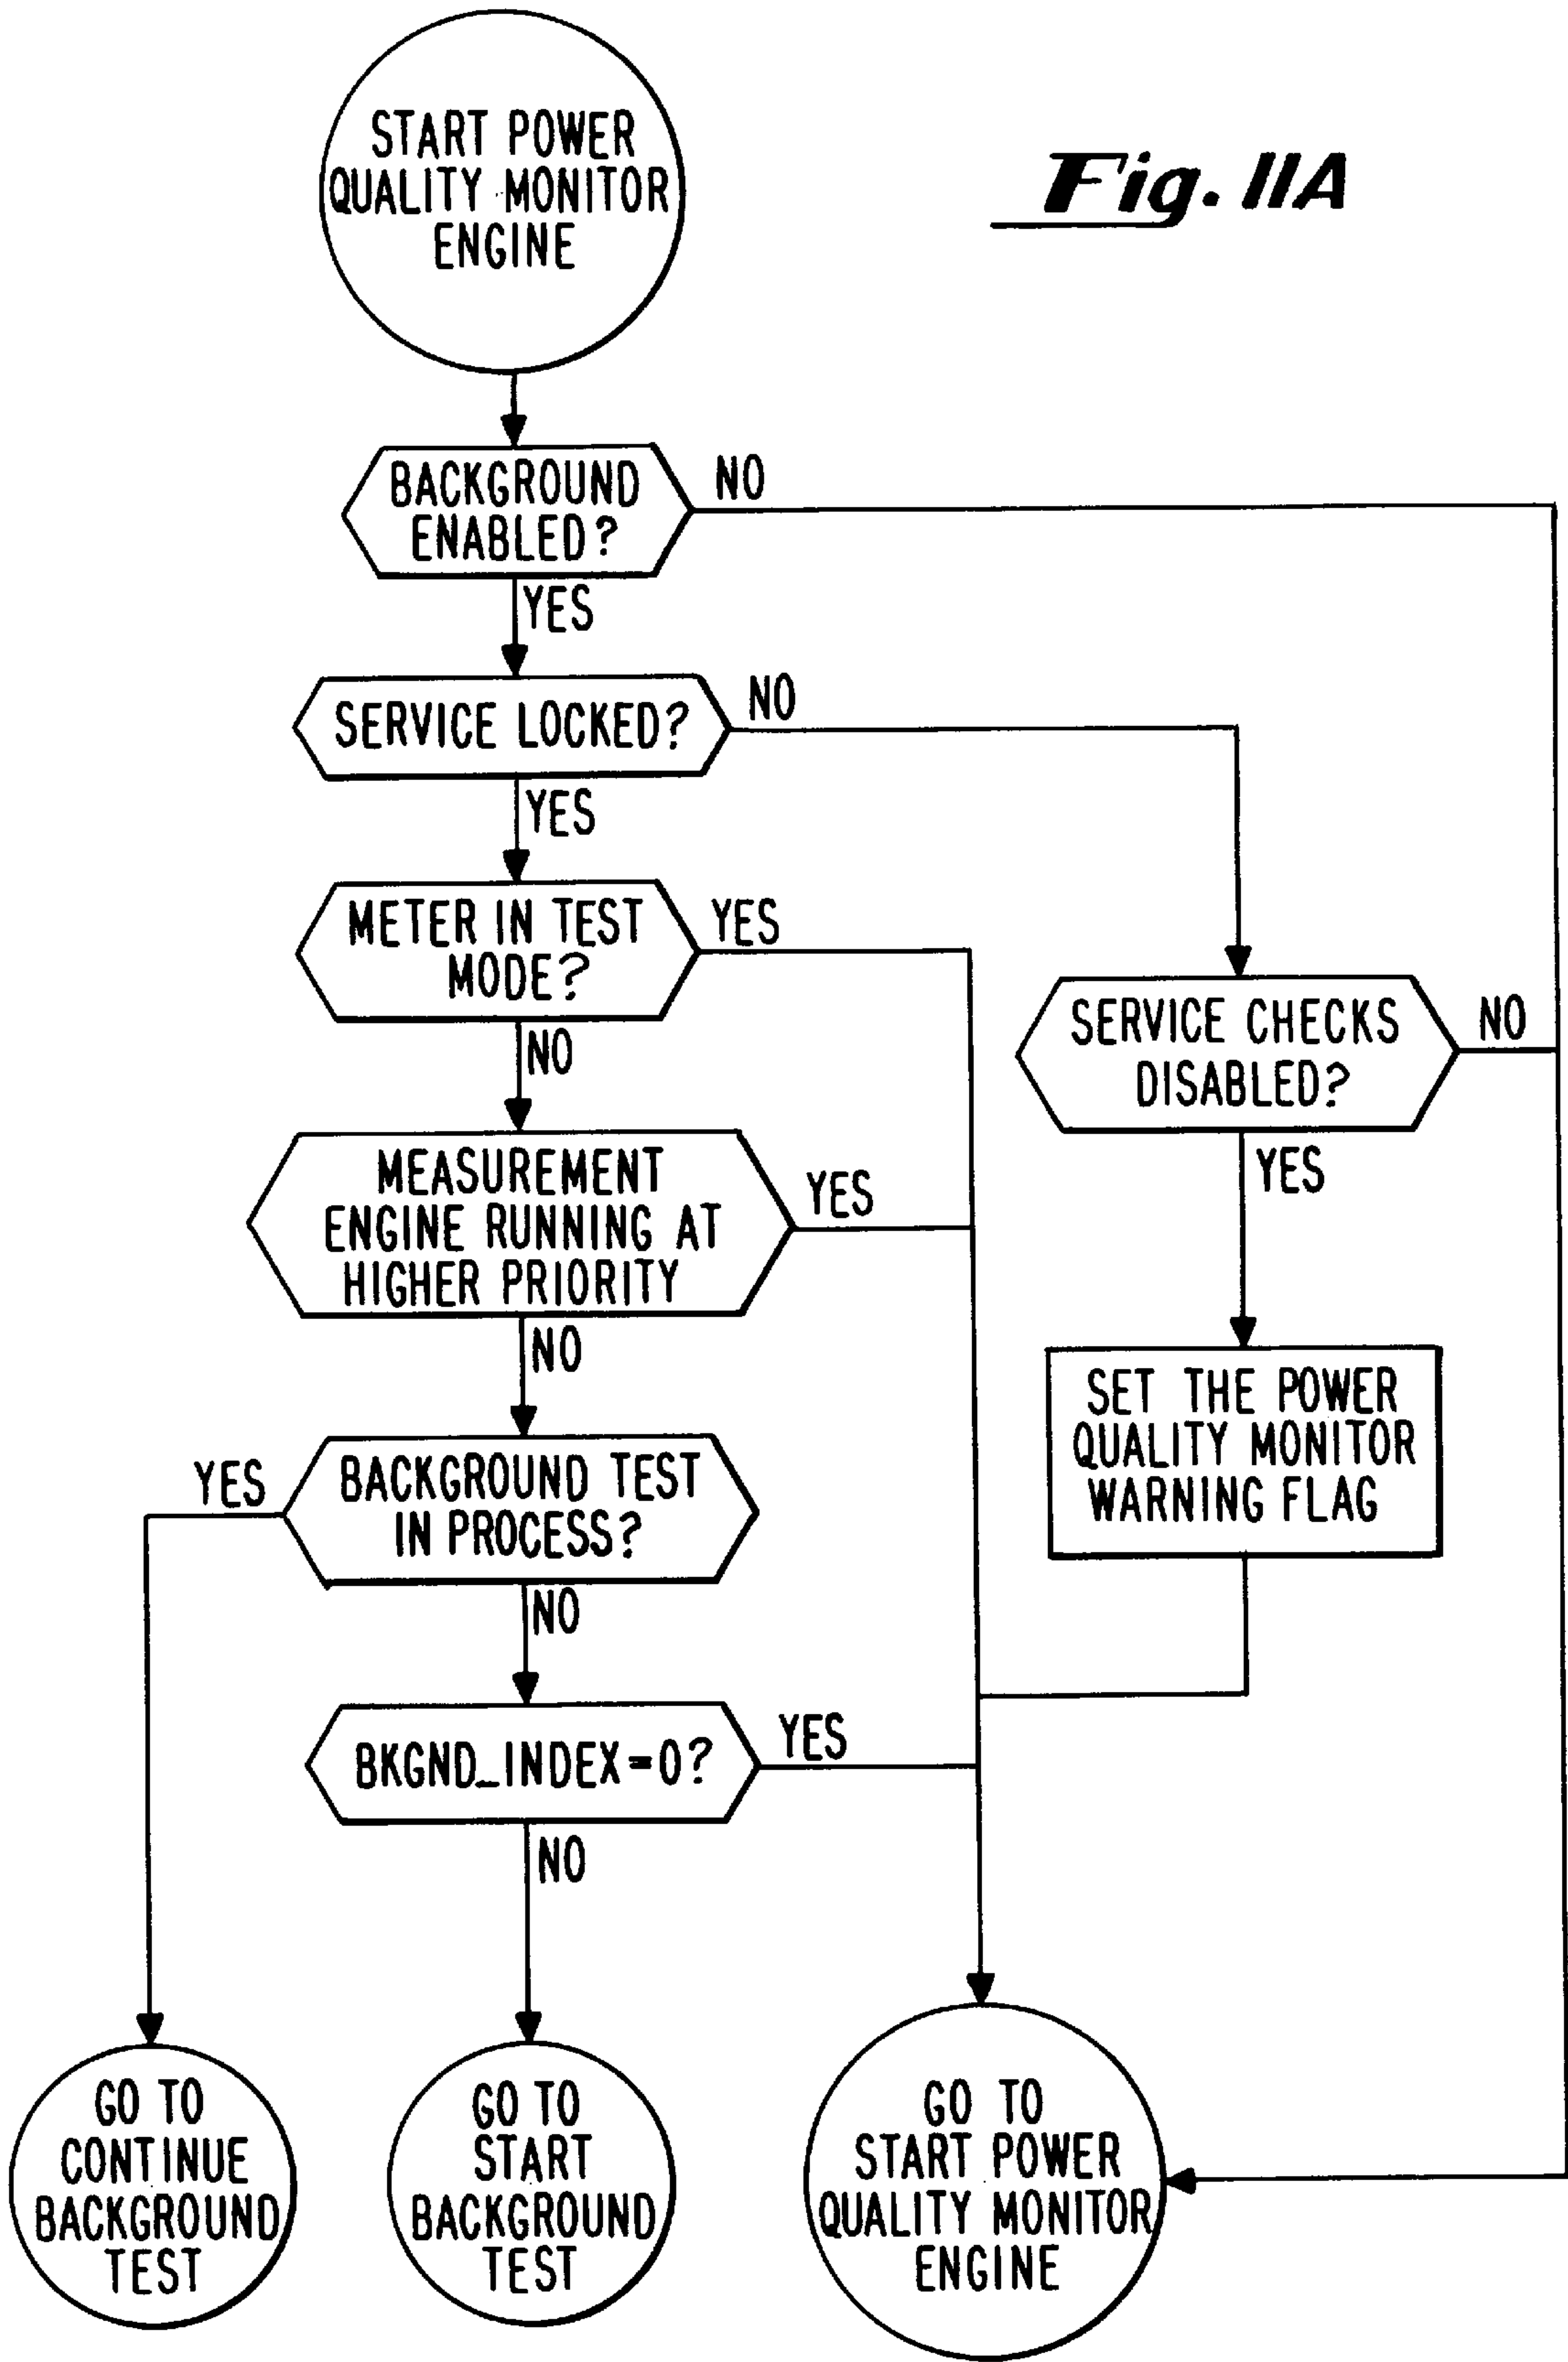 START POWER
QUALITY MONITOR
ENGINE
Fig. 11A
BACKGROUND
ENABLED?
NO
YES
SERVICE LOCKED?
NO
YES
METER IN TEST
MODE?
YES
NO
SERVICE CHECKS
DISABLED?
NO
YES
MEASUREMENT
ENGINE RUNNING AT
HIGHER PRIORITY
YES
NO
SET THE POWER
QUALITY MONITOR
WARNING FLAG
BACKGROUND TEST
IN PROCESS?
YES
NO
BKGND_INDEX=0?
YES
NO
GO TO
CONTINUE
BACKGROUND
TEST
GO TO
START
BACKGROUND
TEST
GO TO
START POWER
QUALITY MONITOR
ENGINE